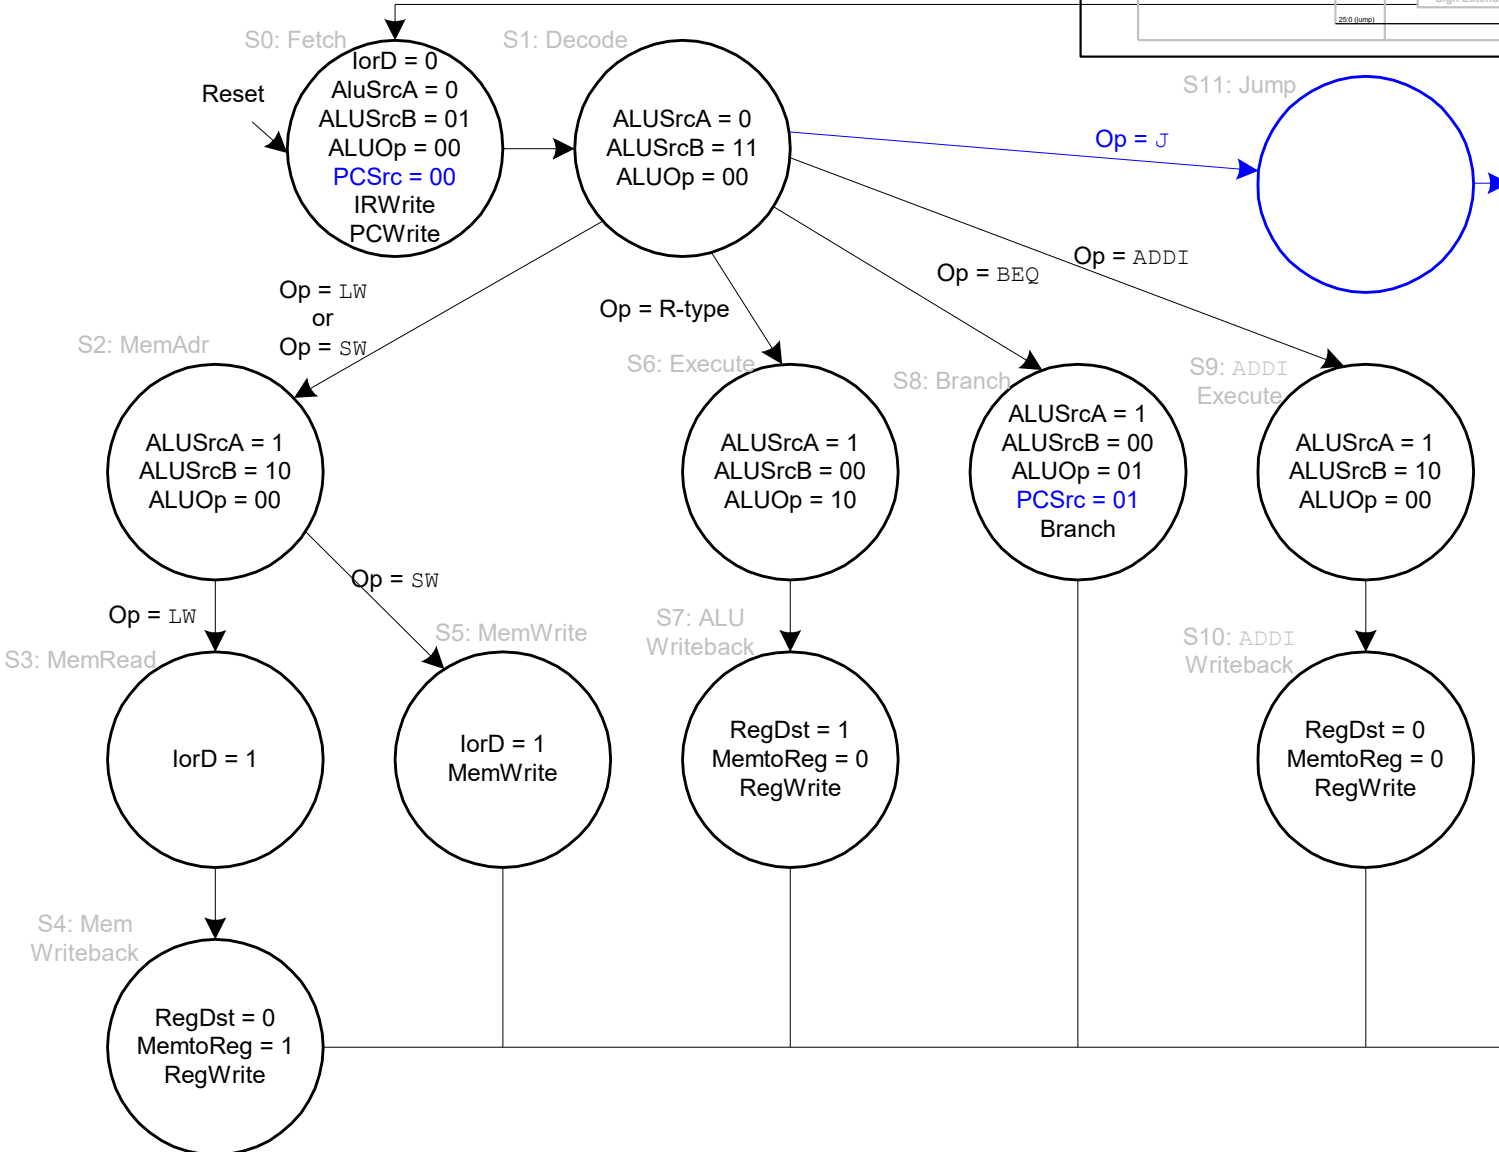 25:0 (jump)
S0: Fetch
S1: Decode
S11: Jump
Reset
IorD = 0
AluSrcA = 0
ALUSrcB = 01
ALUOp = 00
PCSrc = 00
IRWrite
PCWrite
ALUSrcA = 0
ALUSrcB = 11
ALUOp = 00
Op = J
Op = LW
or
Op = SW
Op = R-type
Op = BEQ
Op = ADDI
S2: MemAdr
S6: Execute
S8: Branch
S9: ADDI
Execute
ALUSrcA = 1
ALUSrcB = 10
ALUOp = 00
ALUSrcA = 1
ALUSrcB = 00
ALUOp = 10
ALUSrcA = 1
ALUSrcB = 00
ALUOp = 01
PCSrc = 01
Branch
ALUSrcA = 1
ALUSrcB = 10
ALUOp = 00
Op = LW
Op = SW
S3: MemRead
S5: MemWrite
S7: ALU
Writeback
S10: ADDI
Writeback
IorD = 1
IorD = 1
MemWrite
RegDst = 1
MemtoReg = 0
RegWrite
RegDst = 0
MemtoReg = 0
RegWrite
S4: Mem
Writeback
RegDst = 0
MemtoReg = 1
RegWrite